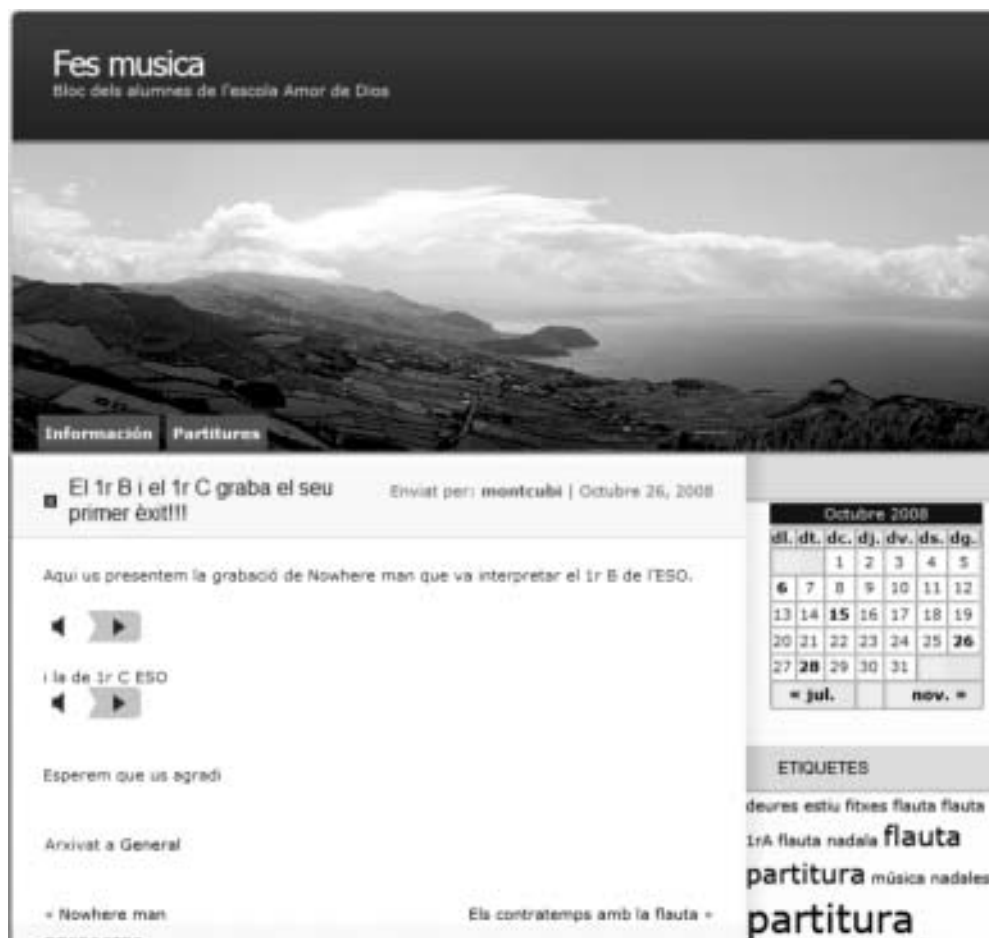 Fes musica
Bloc dels alumnes de l'escola Amor de Dios
Información Partitures
El 1r B i el 1r C graba el seu
primer èxit!!!
Enviat per: montcubi | Octubre 26, 2008
Aqui us presentem la grabació de Nowhere man que va interpretar el 1r B de l'ESO.
i la de 1r C ESO
Esperem que us agradi
Arxivat a General
« Nowhere man
Els contratemps amb la flauta »
Octubre 2008
dl. dt. dc. dj. dv. ds. dg.
1 2 3 4 5
6 7 8 9 10 11 12
13 14 15 16 17 18 19
20 21 22 23 24 25 26
27 28 29 30 31
« jul. nov. »
ETIQUETES
deures estiu fitxes flauta flauta
1rA flauta nadala flauta
partitura música nadales
partitura